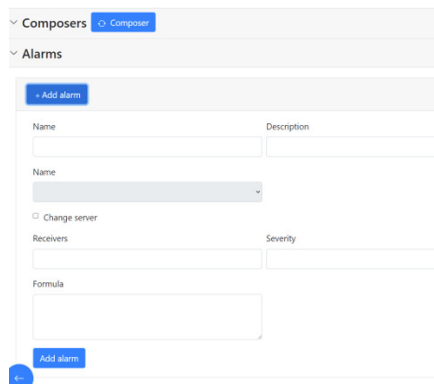 Composers Composer
Alarms
+ Add alarm
Name Description
Name
Change server
Receivers Severity
Formula
Add alarm